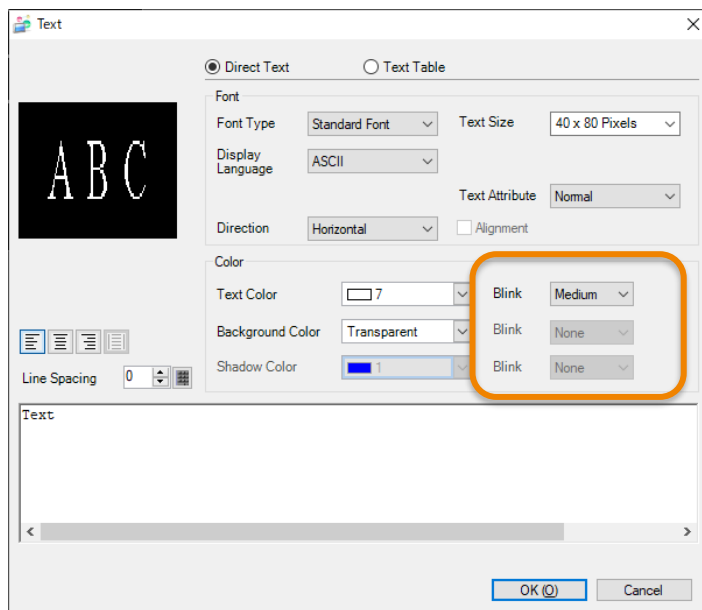 Text
Direct Text Text Table
Font
Font Type Standard Font Text Size 40 x 80 Pixels
Display Language ASCII
Text Attribute Normal
Direction Horizontal Alignment
ABC
Color
Text Color 7 Blink Medium
Background Color Transparent Blink None
Shadow Color 1 Blink None
Line Spacing 0
Text
OK (O) Cancel